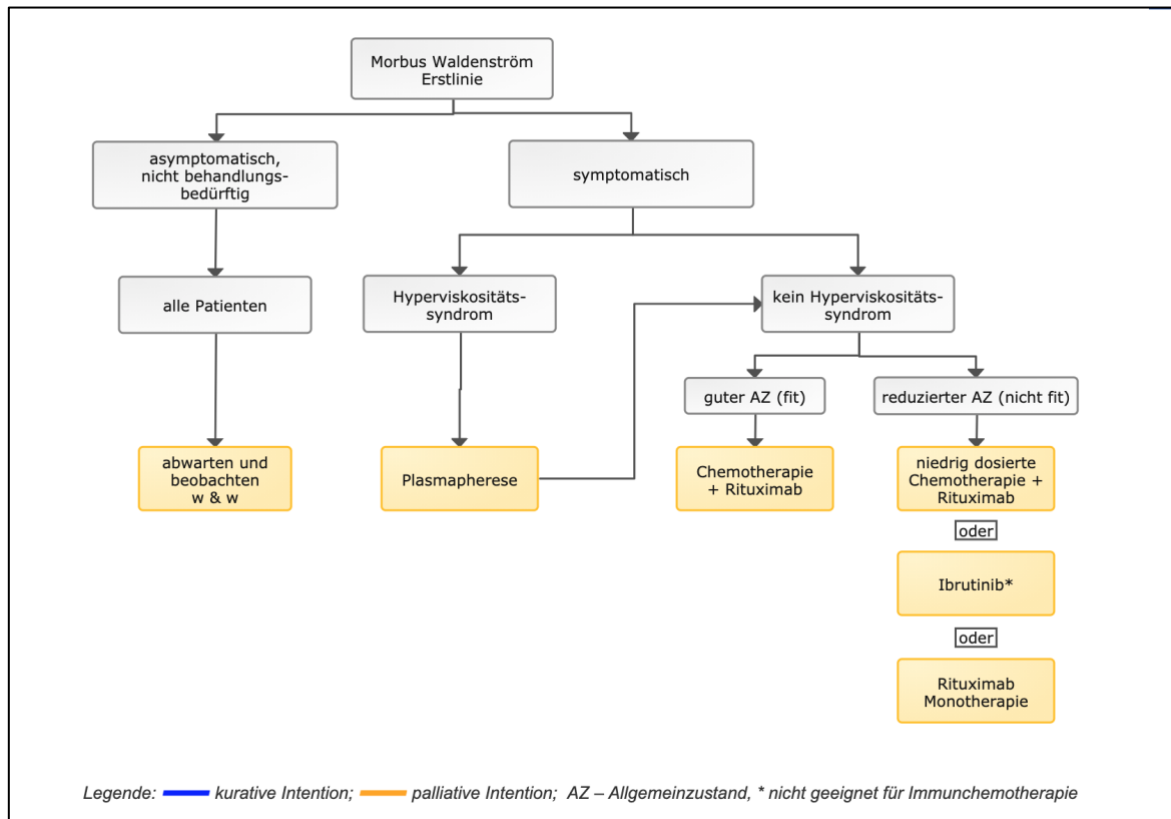 Morbus Waldenström
Erstlinie
asymptomatisch,
nicht behandlungs-
bedürftig
symptomatisch
alle Patienten
Hyperviskositäts-
syndrom
kein Hyperviskositäts-
syndrom
guter AZ (fit)
reduzierter AZ (nicht fit)
abwarten und
beobachten
w & w
Plasmapherese
Chemotherapie
+ Rituximab
niedrig dosierte
Chemotherapie +
Rituximab
oder
Ibrutinib*
oder
Rituximab
Monotherapie
Legende: kurative Intention; palliative Intention; AZ – Allgemeinzustand, * nicht geeignet für Immunchemotherapie